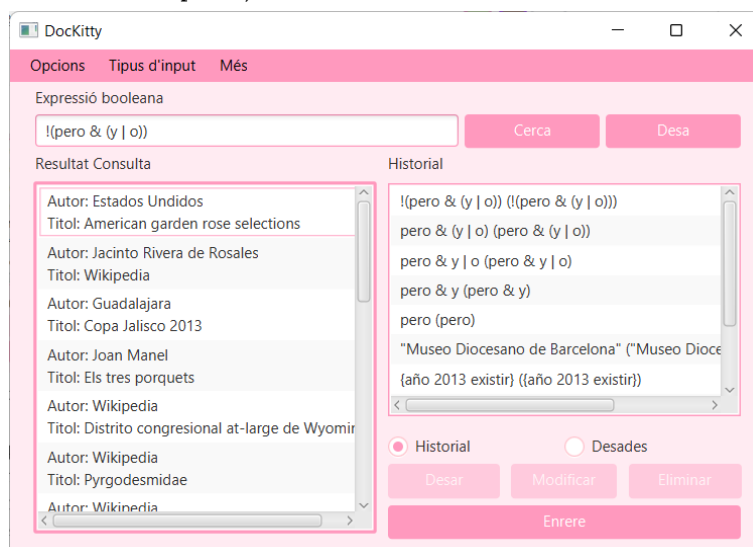 DocKitty
Opcions Tipus d'input Més
Expressió booleana
!(pero & (y | o))
Cerca
Desa
Resultat Consulta
Autor: Estados Undidos
Titol: American garden rose selections
Autor: Jacinto Rivera de Rosales
Titol: Wikipedia
Autor: Guadalajara
Titol: Copa Jalisco 2013
Autor: Joan Manel
Titol: Els tres porquets
Autor: Wikipedia
Titol: Distrito congresional at-large de Wyomin
Autor: Wikipedia
Titol: Pyrgodesmidae
Autor: Wikipedia
Historial
!(pero & (y | o)) (!(pero & (y | o)))
pero & (y | o) (pero & (y | o))
pero & y | o (pero & y | o)
pero & y (pero & y)
pero (pero)
"Museo Diocesano de Barcelona" ("Museo Dioce
{año 2013 existir} ({año 2013 existir})
Historial
Desades
Desar
Modificar
Eliminar
Enrere